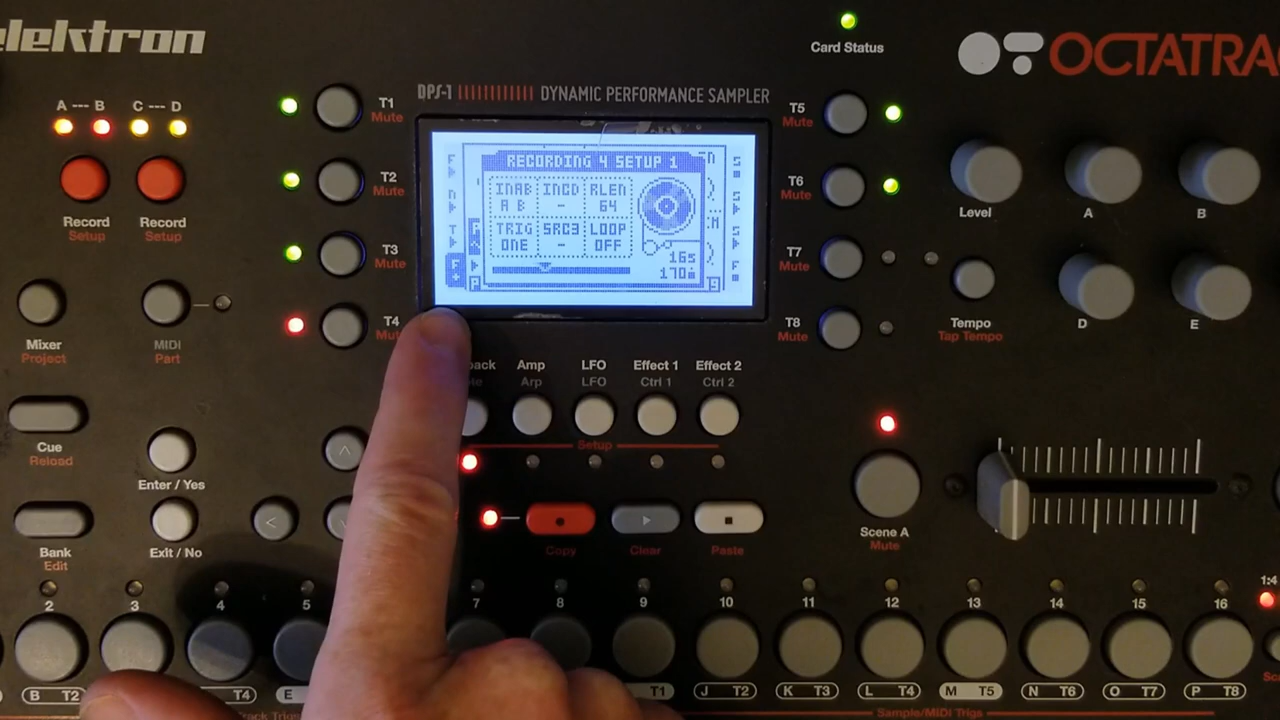 elektron
OCTATRA
Card Status
DPS-1 DYNAMIC PERFORMANCE SAMPLER
A --- B C --- D
Record Setup
Record Setup
T1 Mute
T2 Mute
T3 Mute
T4
T5 Mute
T6 Mute
T7 Mute
T8 Mute
RECORDING 4 SETUP 1
INAB INCD RLEN
A B - 64
TRIG SRC3 LOOP
ONE - OFF
16s
170
Level A B
D E
Tempo
Tap Tempo
Mixer
Project
MIDI
Part
Amp LFO Effect 1 Effect 2
Arp LFO Ctrl 1 Ctrl 2
Setup
Cue
Reload
Enter / Yes
Bank
Edit
Exit / No
Copy Clear Paste
Scene A
Mute
1:4
2 3 4 5 7 8 9 10 11 12 13 14 15 16
B T2 T4 E T1 J T2 K T3 L T4 M T5 N T6 O T7 P T8
Track Trigs
Sample/MIDI Trigs